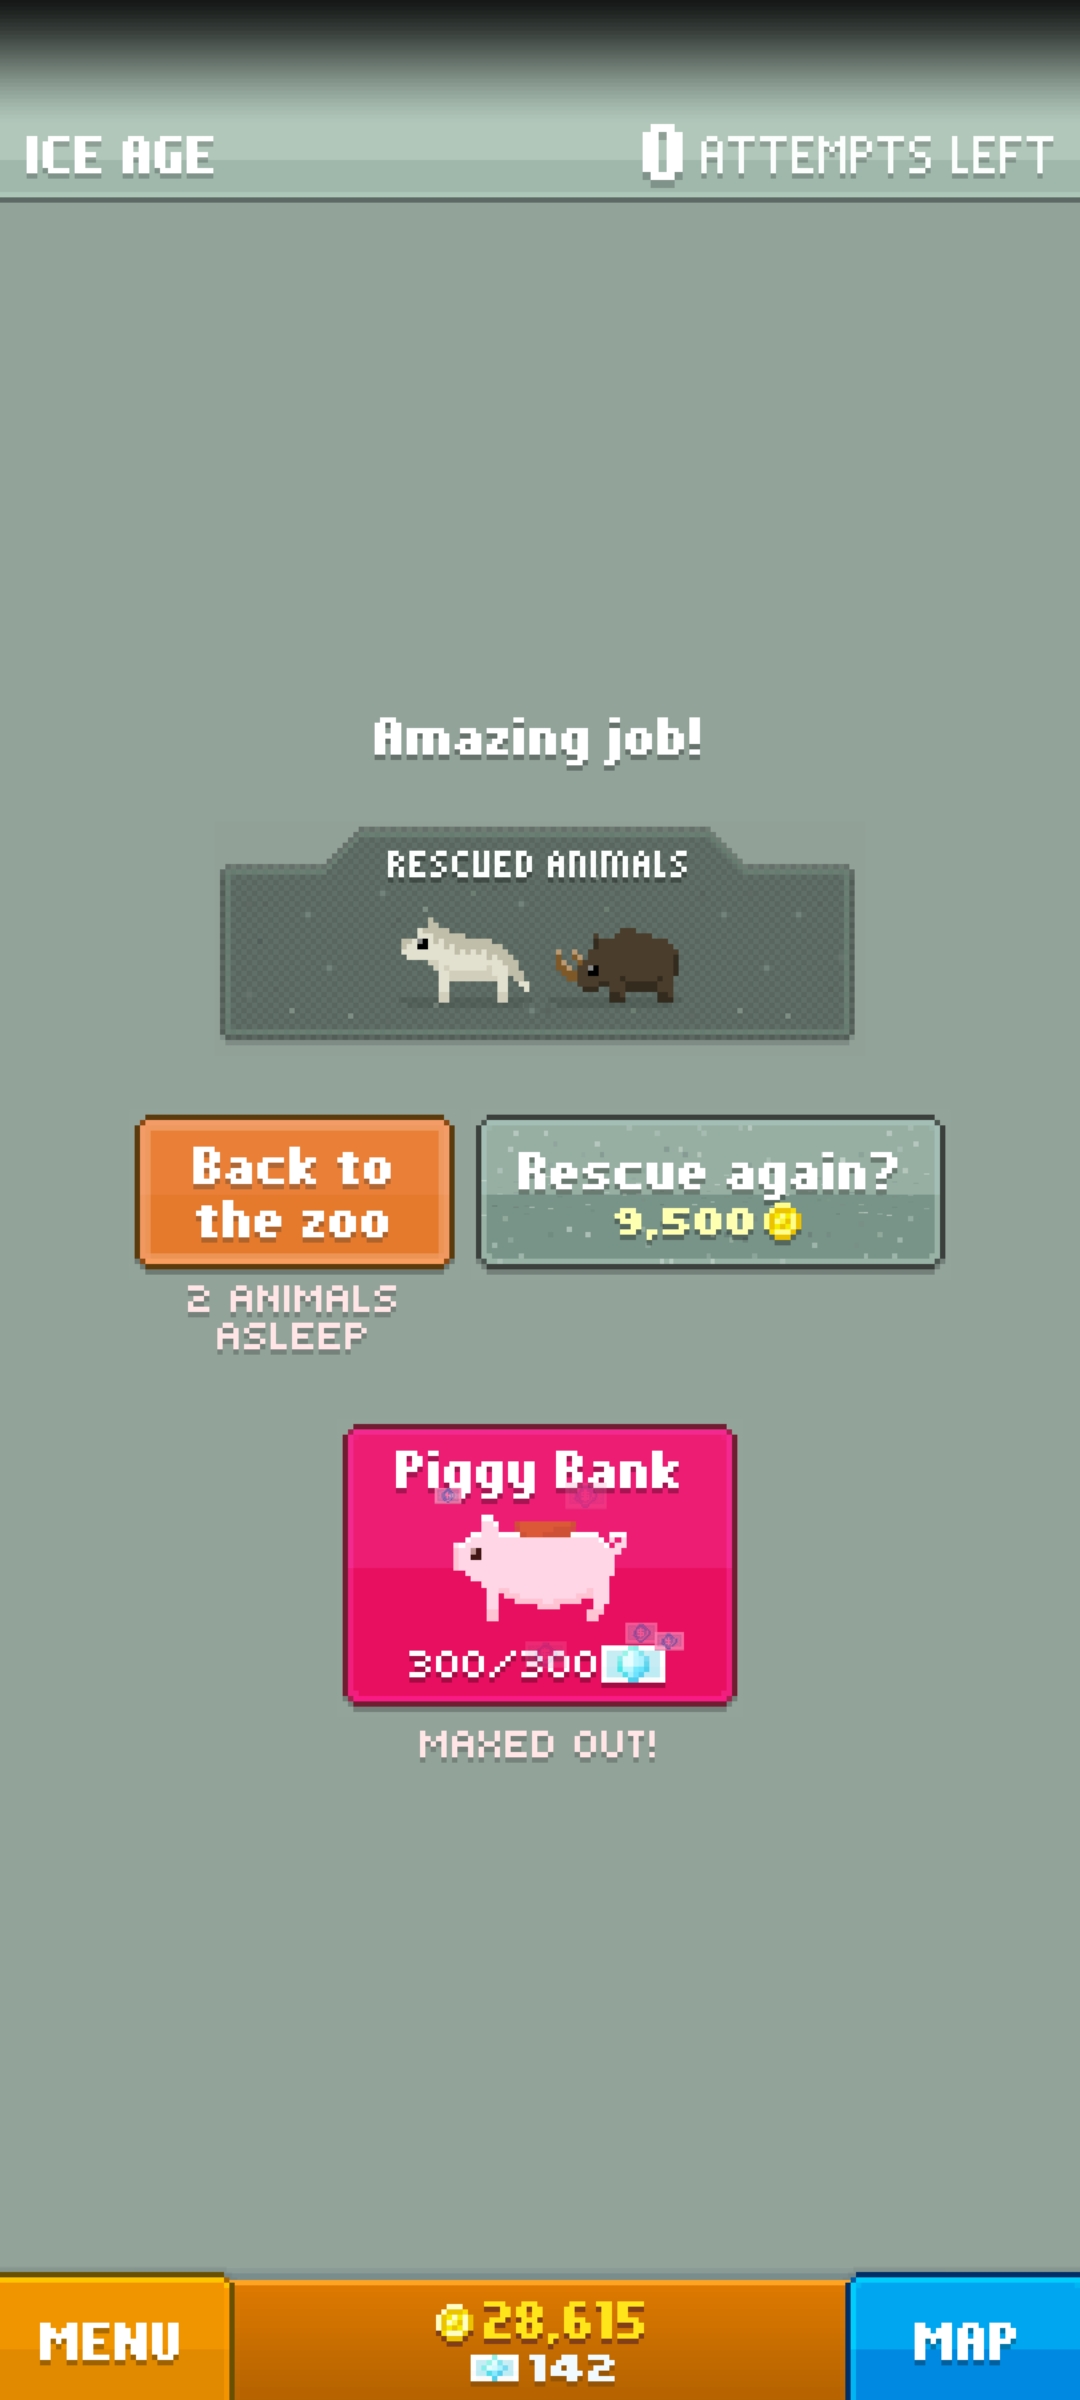 ICE AGE
0 ATTEMPTS LEFT
Amazing job!
RESCUED ANIMALS
Back to
the zoo
Rescue again?
9,500
2 ANIMALS
ASLEEP
Piggy Bank
300/300
MAXED OUT!
MENU
28,615
142
MAP